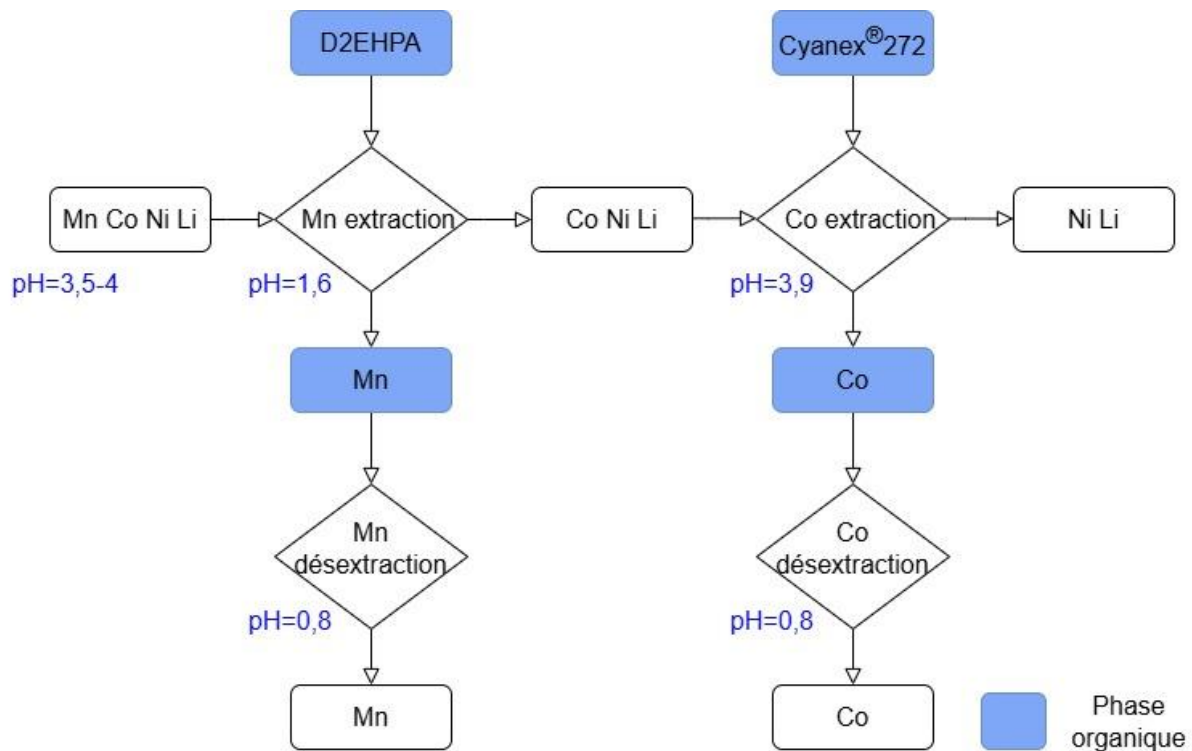 D2EHPA
Cyanex®272
Mn Co Ni Li
Mn extraction
Co Ni Li
Co extraction
Ni Li
pH=3,5-4
pH=1,6
pH=3,9
Mn
Co
Mn
désextraction
Co
désextraction
pH=0,8
pH=0,8
Mn
Co
Phase
organique